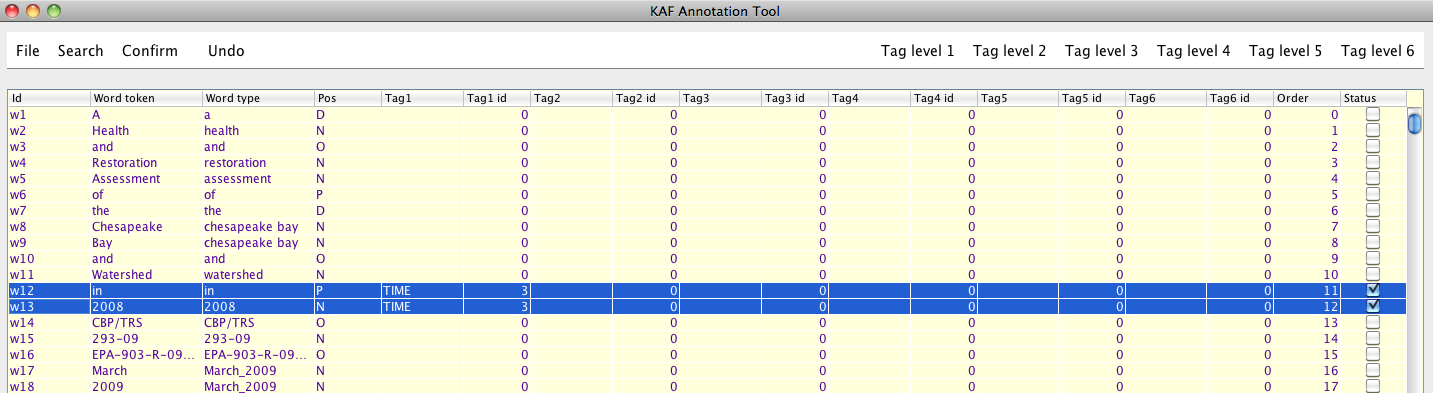 KAF Annotation Tool
File Search Confirm Undo Tag level 1 Tag level 2 Tag level 3 Tag level 4 Tag level 5 Tag level 6
Id Word token Word type Pos Tag1 Tag1 id Tag2 Tag2 id Tag3 Tag3 id Tag4 Tag4 id Tag5 Tag5 id Tag6 Tag6 id Order Status
w1 A a D 0 0 0 0 0 0 0
w2 Health health N 0 0 0 0 0 0 1
w3 and and O 0 0 0 0 0 0 2
w4 Restoration restoration N 0 0 0 0 0 0 3
w5 Assessment assessment N 0 0 0 0 0 0 4
w6 of of P 0 0 0 0 0 0 5
w7 the the D 0 0 0 0 0 0 6
w8 Chesapeake chesapeake bay N 0 0 0 0 0 0 7
w9 Bay chesapeake bay N 0 0 0 0 0 0 8
w10 and and O 0 0 0 0 0 0 9
w11 Watershed watershed N 0 0 0 0 0 0 10
w12 in in P TIME 3 0 0 0 0 0 11
w13 2008 2008 N TIME 3 0 0 0 0 0 12
w14 CBP/TRS CBP/TRS O 0 0 0 0 0 0 13
w15 293-09 293-09 N 0 0 0 0 0 0 14
w16 EPA-903-R-09... EPA-903-R-09... O 0 0 0 0 0 0 15
w17 March March_2009 N 0 0 0 0 0 0 16
w18 2009 March_2009 N 0 0 0 0 0 0 17